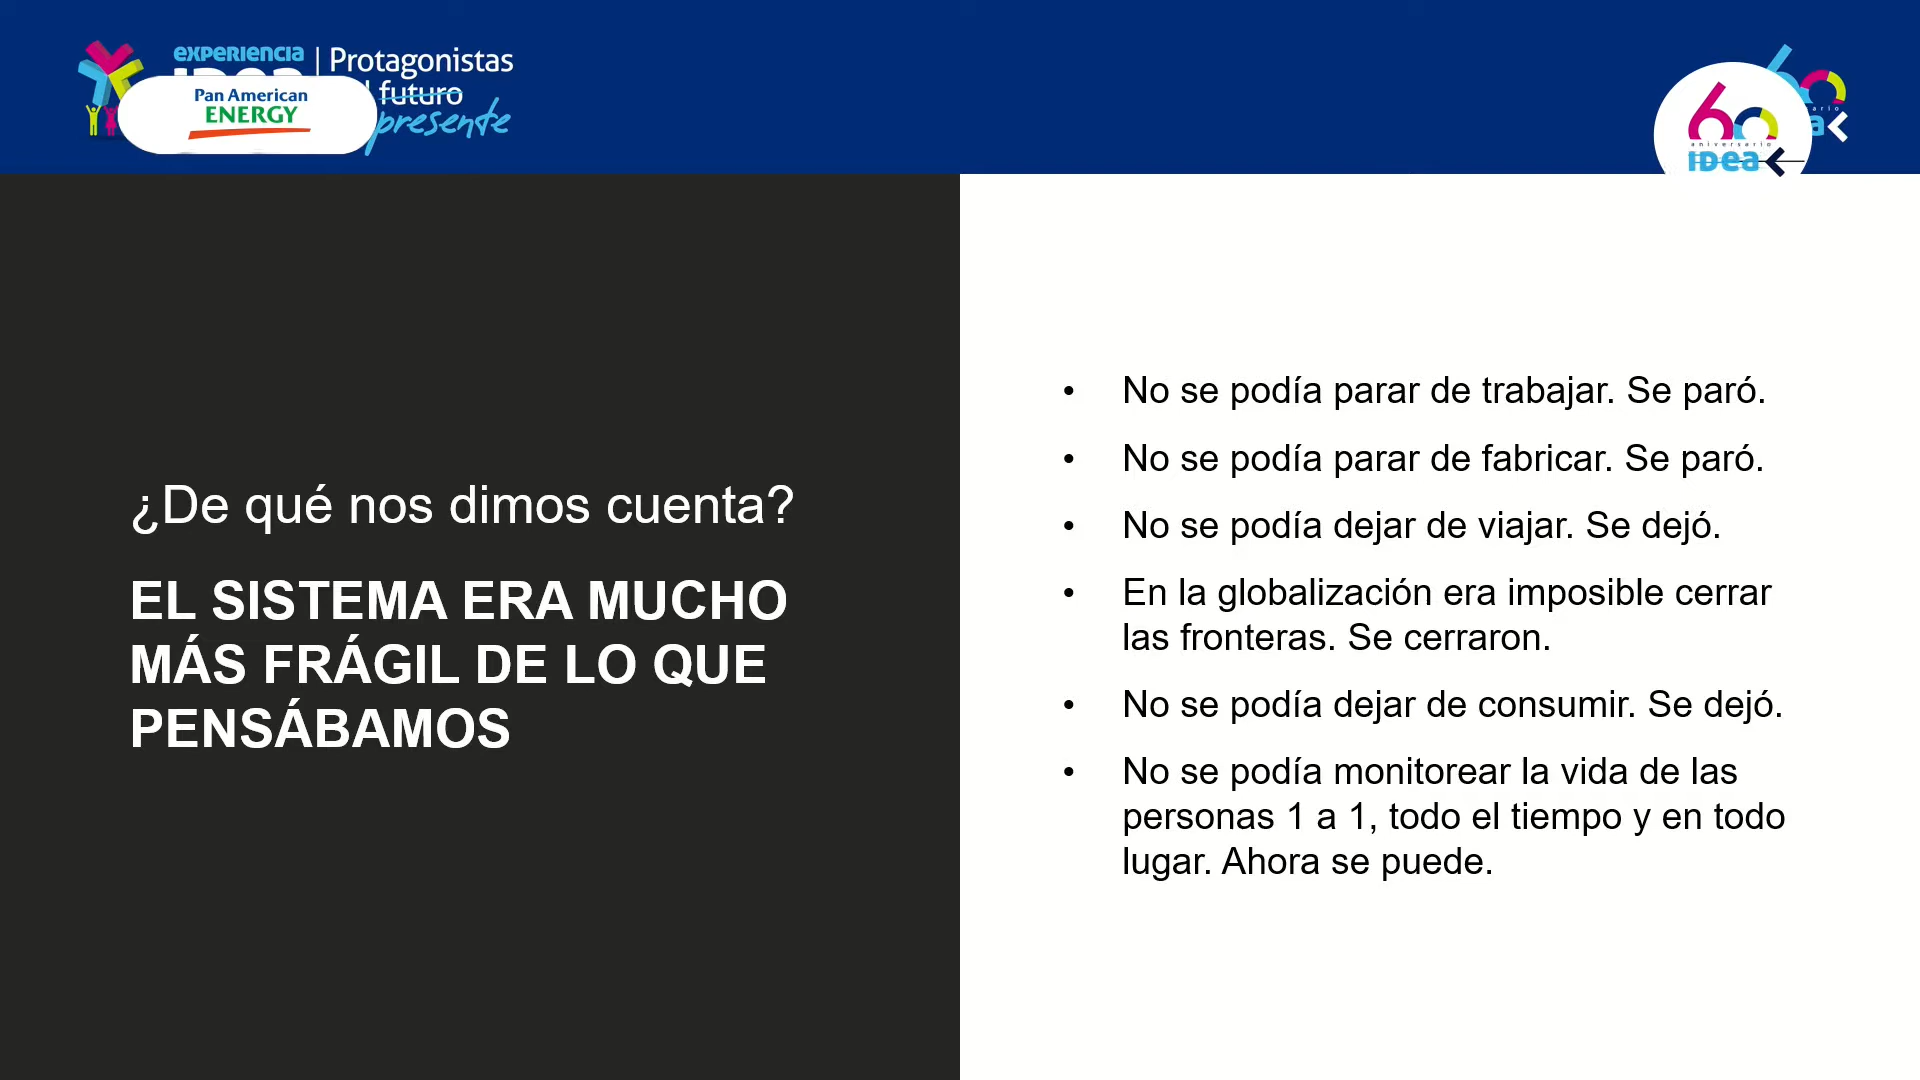 experiencia
Protagonistas
futuro
presente
Pan American
ENERGY
60
aniversario
IDea
¿De qué nos dimos cuenta?
EL SISTEMA ERA MUCHO
MÁS FRÁGIL DE LO QUE
PENSÁBAMOS
• No se podía parar de trabajar. Se paró.
• No se podía parar de fabricar. Se paró.
• No se podía dejar de viajar. Se dejó.
• En la globalización era imposible cerrar
las fronteras. Se cerraron.
• No se podía dejar de consumir. Se dejó.
• No se podía monitorear la vida de las
personas 1 a 1, todo el tiempo y en todo
lugar. Ahora se puede.